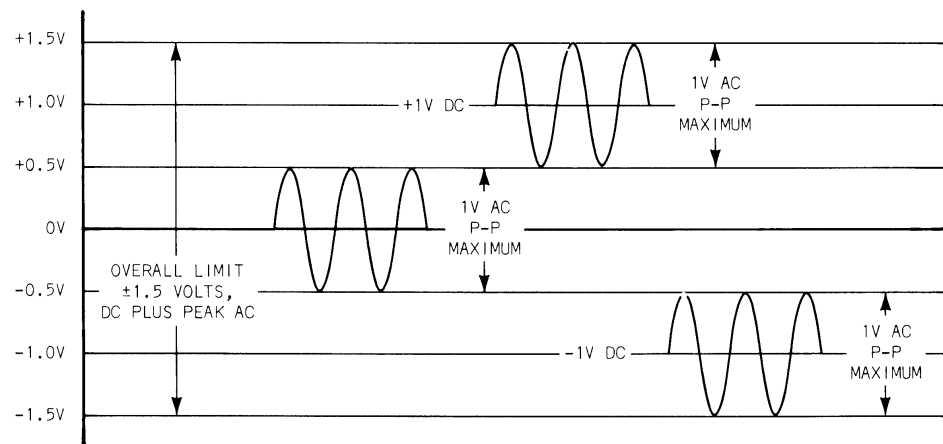 +1.5V
1V AC
P-P
MAXIMUM
+1.0V
+1V DC
+0.5V
1V AC
P-P
MAXIMUM
0V
OVERALL LIMIT
±1.5 VOLTS,
DC PLUS PEAK AC
-0.5V
1V AC
P-P
MAXIMUM
-1.0V
-1V DC
-1.5V